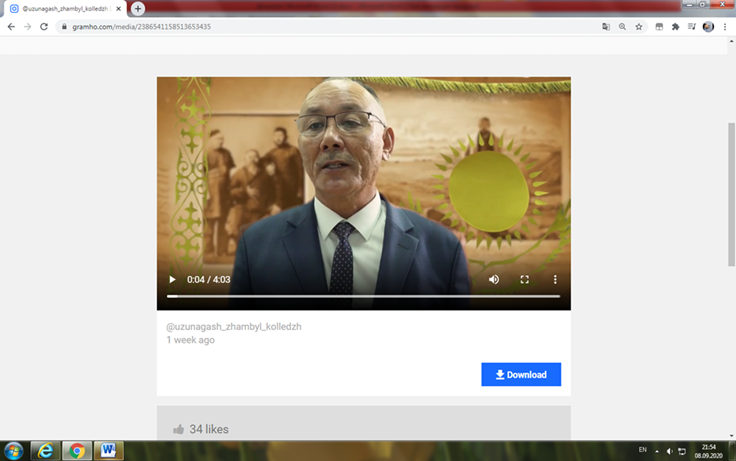 @uzunagash_zhambyl_kolledzh
gramho.com/media/2386541158513653435
0:04 / 4:03
@uzunagash_zhambyl_kolledzh
1 week ago
Download
34 likes
EN
21:54
08.09.2020